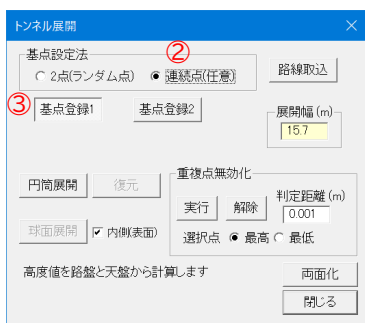 トンネル展開
基点設定法
②
2点(ランダム点)
連続点(任意)
路線取込
③
基点登録1
基点登録2
展開幅(m)
15.7
円筒展開
復元
重複点無効化
実行
解除
判定距離(m)
0.001
球面展開
内側(表面)
選択点
最高
最低
高度値を路盤と天盤から計算します
両面化
閉じる